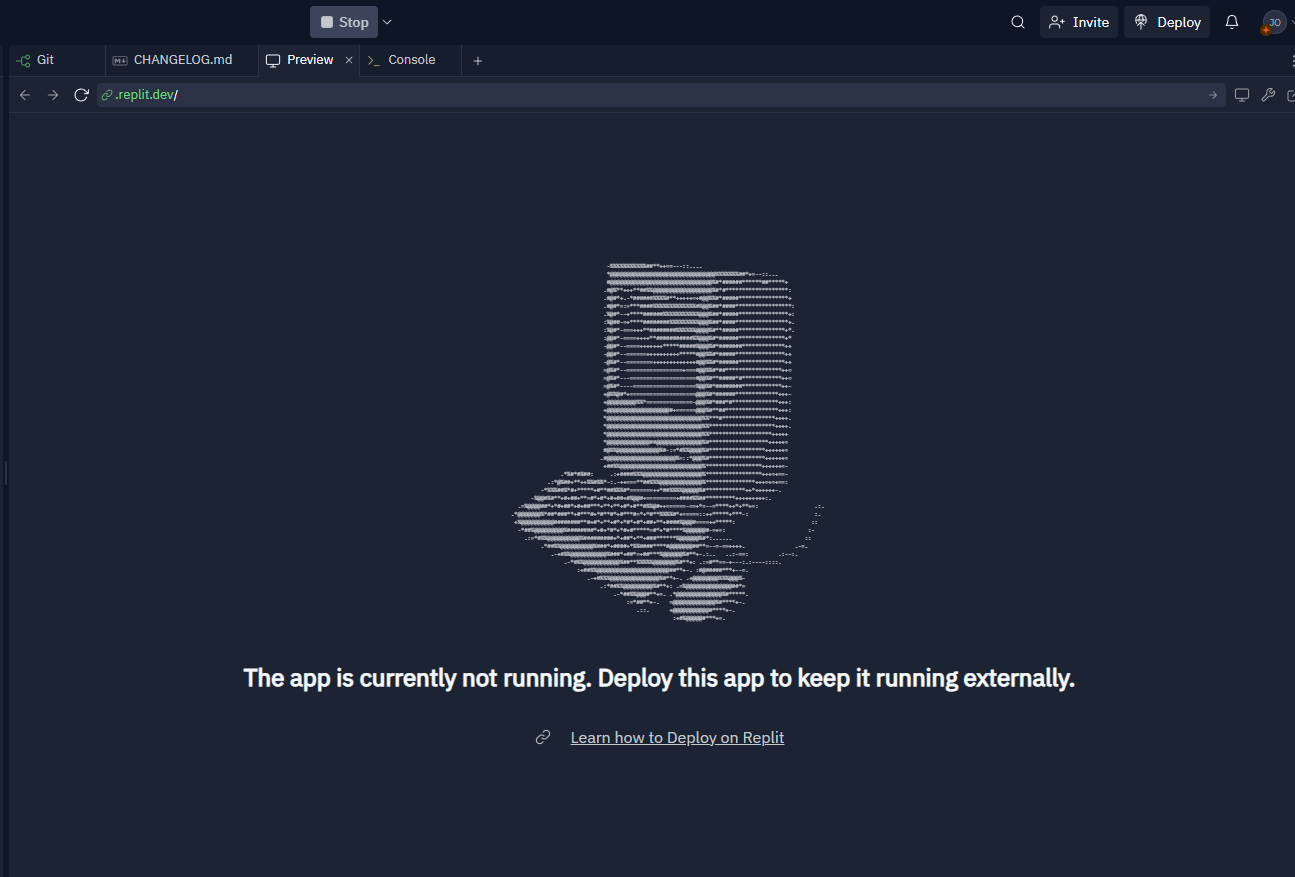 Stop
Invite
Deploy
JO
Git
CHANGELOG.md
Preview
Console
.replit.dev/
The app is currently not running. Deploy this app to keep it running externally.
Learn how to Deploy on Replit